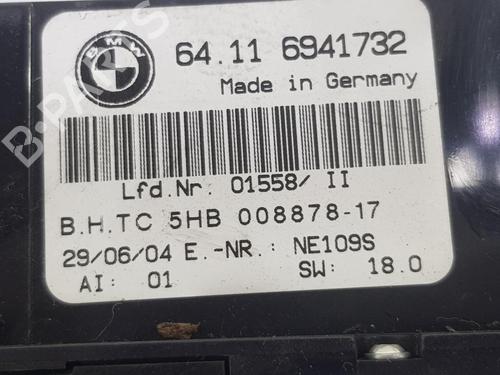 BMW
64.11 6941732
Made in Germany
Lfd.Nr. 01558/ II
B.H.TC 5HB 008878-17
29/06/04 E.-NR.: NE109S
AI: 01 SW: 18.0
B-PARTS